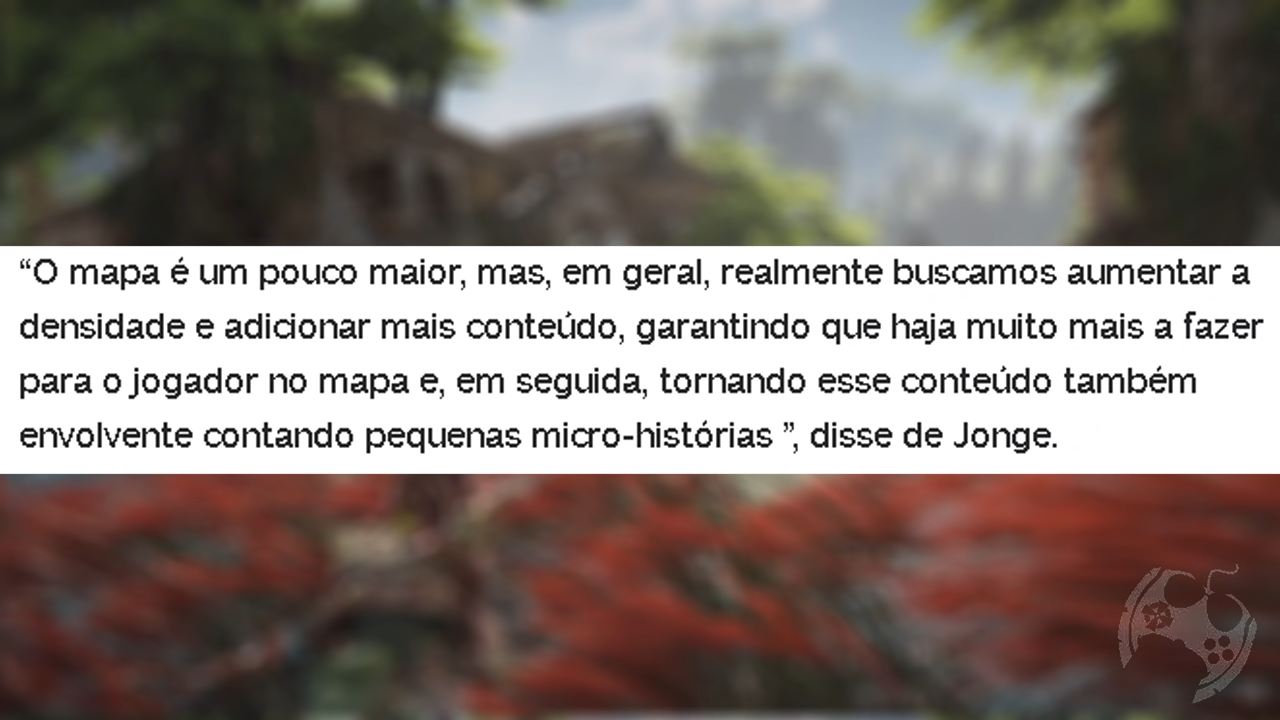 “O mapa é um pouco maior, mas, em geral, realmente buscamos aumentar a
densidade e adicionar mais conteúdo, garantindo que haja muito mais a fazer
para o jogador no mapa e, em seguida, tornando esse conteúdo também
envolvente contando pequenas micro-histórias ”, disse de Jonge.